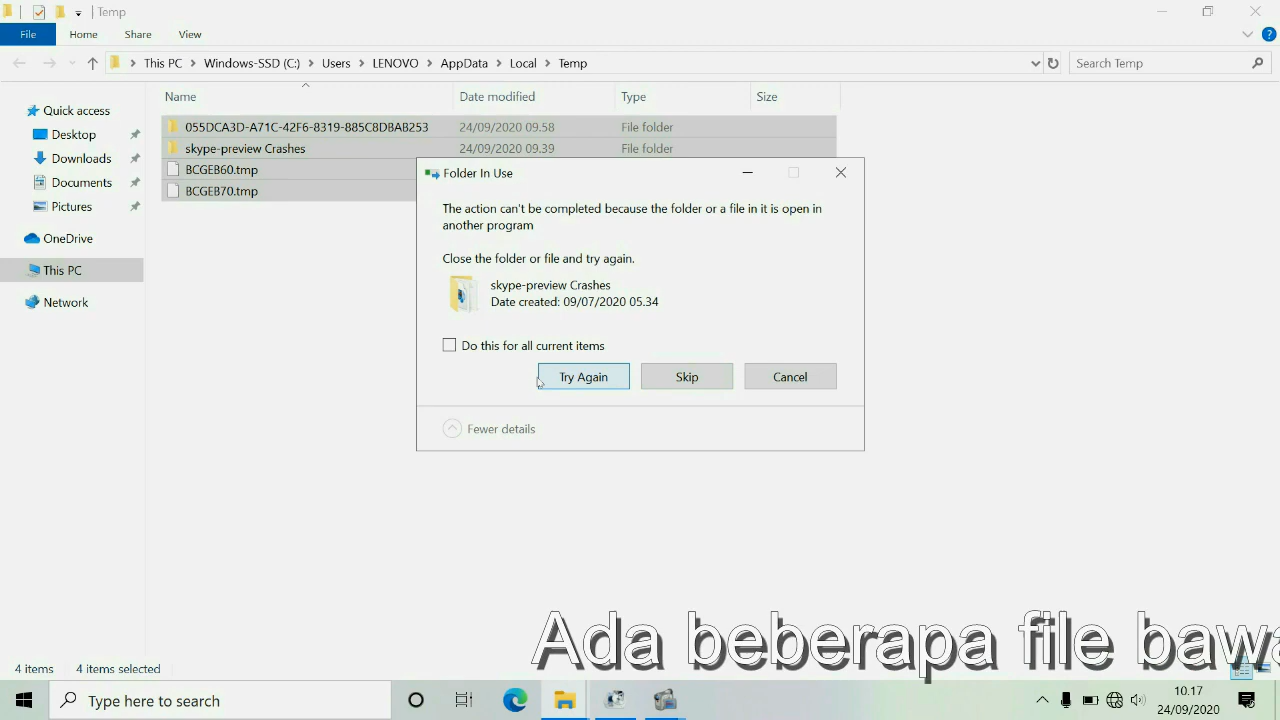 Temp
File
Home
Share
View
This PC
Windows-SSD (C:)
Users
LENOVO
AppData
Local
Temp
Search Temp
Quick access
Desktop
Downloads
Documents
Pictures
OneDrive
This PC
Network
Name
Date modified
Type
Size
055DCA3D-A71C-42F6-8319-885C8DBAB253
24/09/2020 09.58
File folder
skype-preview Crashes
24/09/2020 09.39
File folder
BCGEB60.tmp
BCGEB70.tmp
Folder In Use
The action can't be completed because the folder or a file in it is open in
another program
Close the folder or file and try again.
skype-preview Crashes
Date created: 09/07/2020 05.34
Do this for all current items
Try Again
Skip
Cancel
Fewer details
Ada beberapa file bawa
4 items
4 items selected
Type here to search
10.17
24/09/2020